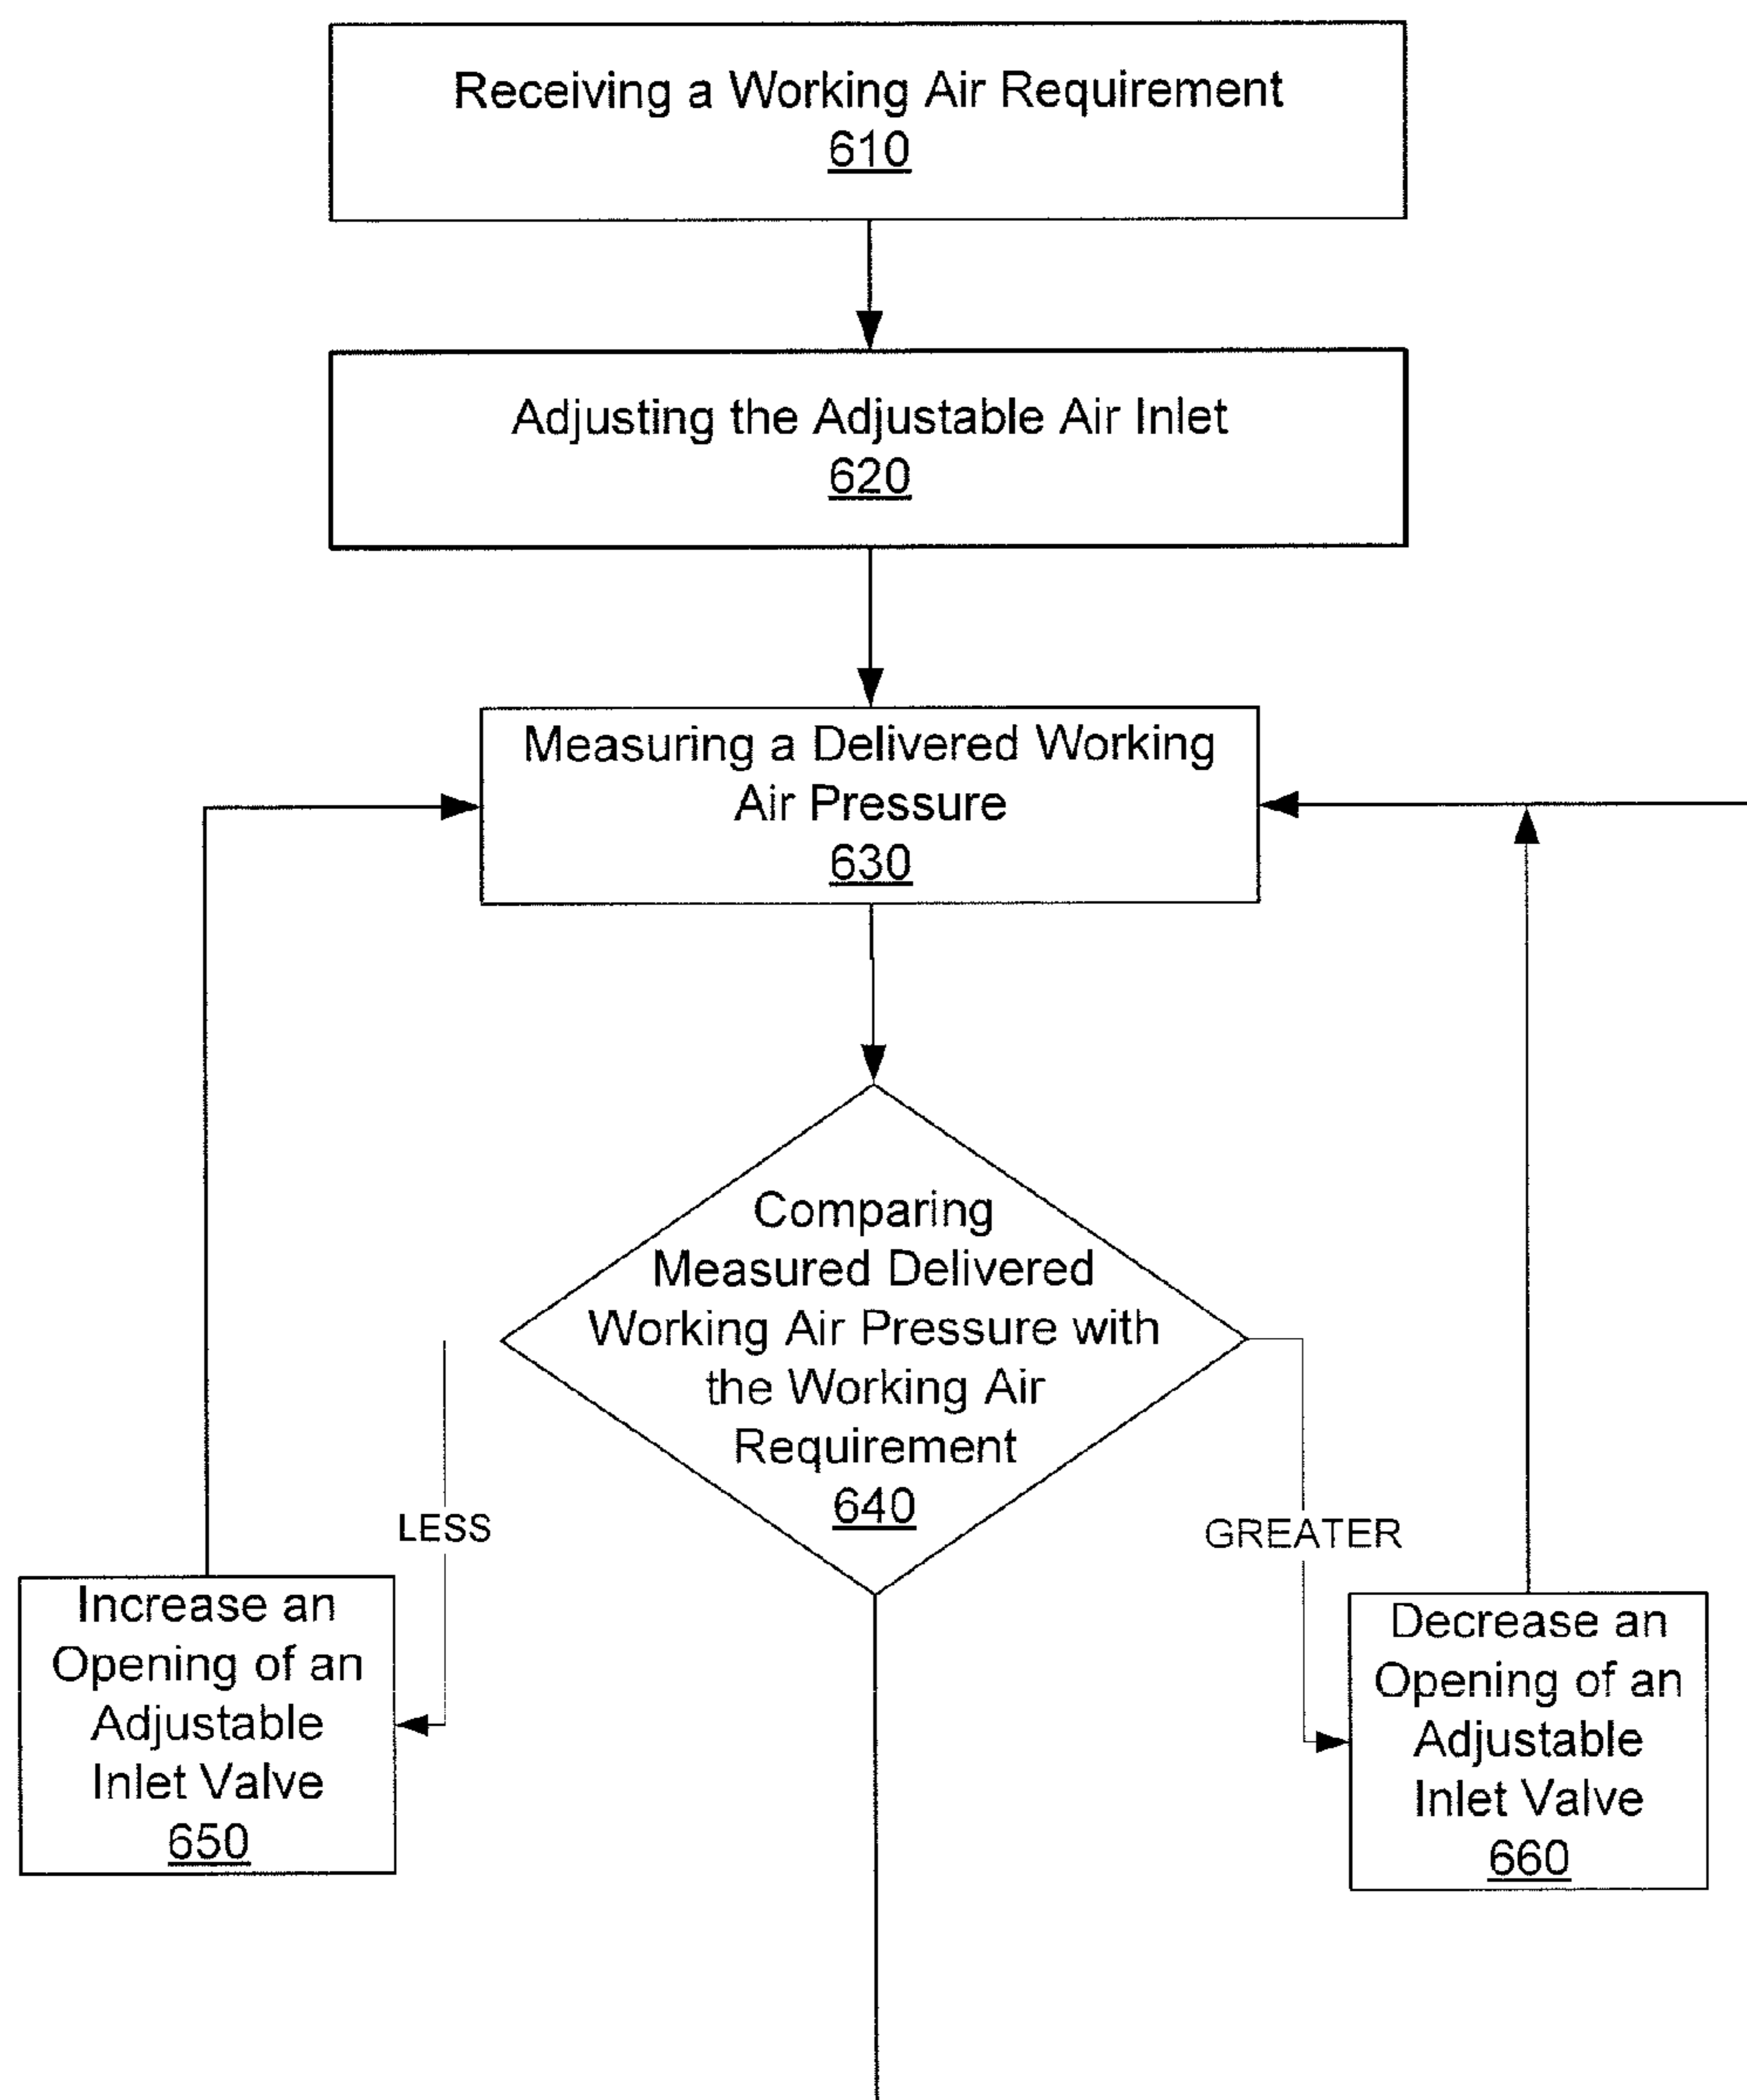 Receiving a Working Air Requirement
610
Adjusting the Adjustable Air Inlet
620
Measuring a Delivered Working
Air Pressure
630
Comparing
Measured Delivered
Working Air Pressure with
the Working Air
Requirement
640
LESS
GREATER
Increase an
Opening of an
Adjustable
Inlet Valve
650
Decrease an
Opening of an
Adjustable
Inlet Valve
660